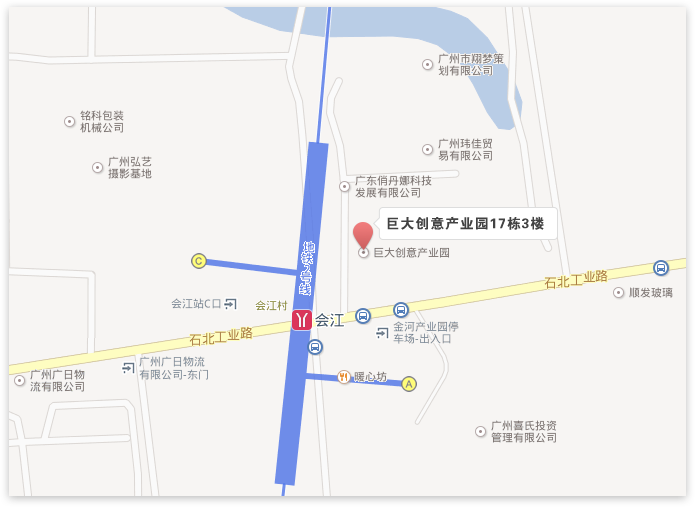 广州市翔梦策
划有限公司
铭科包装
机械公司
广州玮佳贸
易有限公司
广州弘艺
摄影基地
广东俏丹娜科技
发展有限公司
巨大创意产业园17栋3楼
巨大创意产业园
地铁2号线
C
石北工业路
顺发玻璃
会江站C口
会江村
会江
金河产业园停
车场-出入口
石北工业路
广州广日物流
有限公司-东门
广州广日物
流有限公司
暖心坊
A
广州喜氏投资
管理有限公司